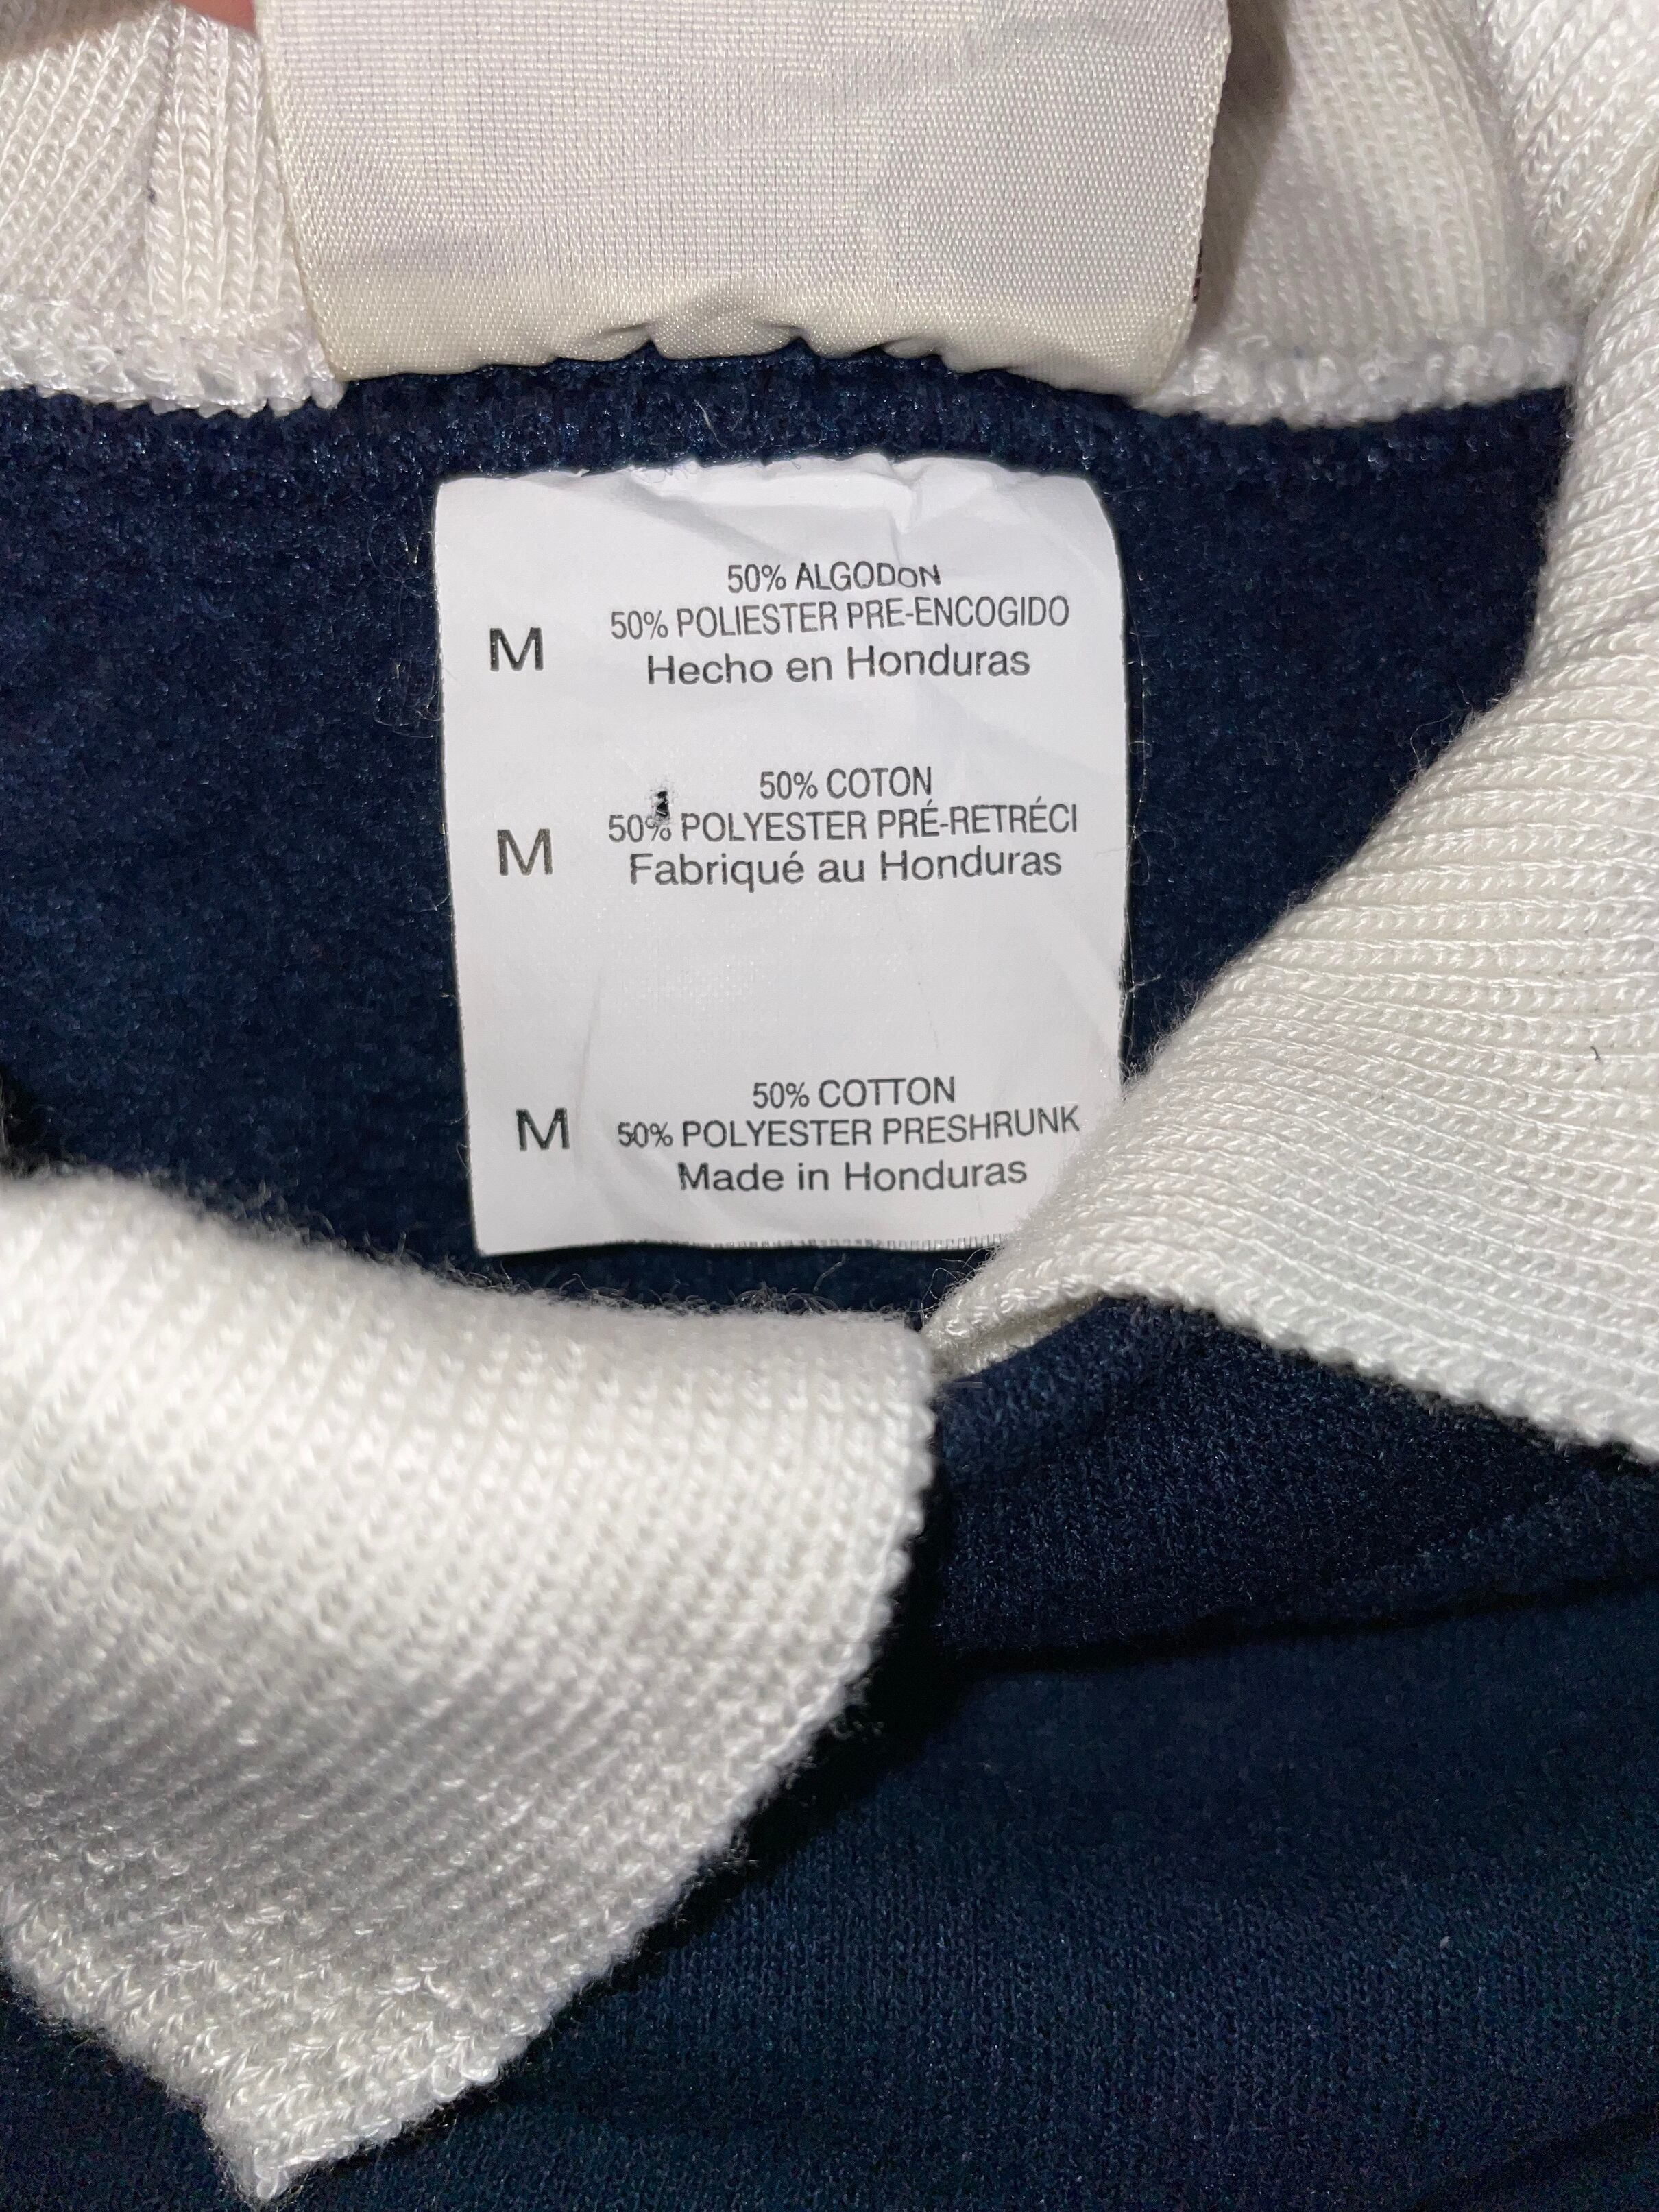 50% ALGODON
50% POLIESTER PRE-ENCOGIDO
M Hecho en Honduras
50% COTON
50% POLYESTER PRÉ-RETRÉCI
M Fabriqué au Honduras
50% COTTON
M 50% POLYESTER PRESHRUNK
Made in Honduras